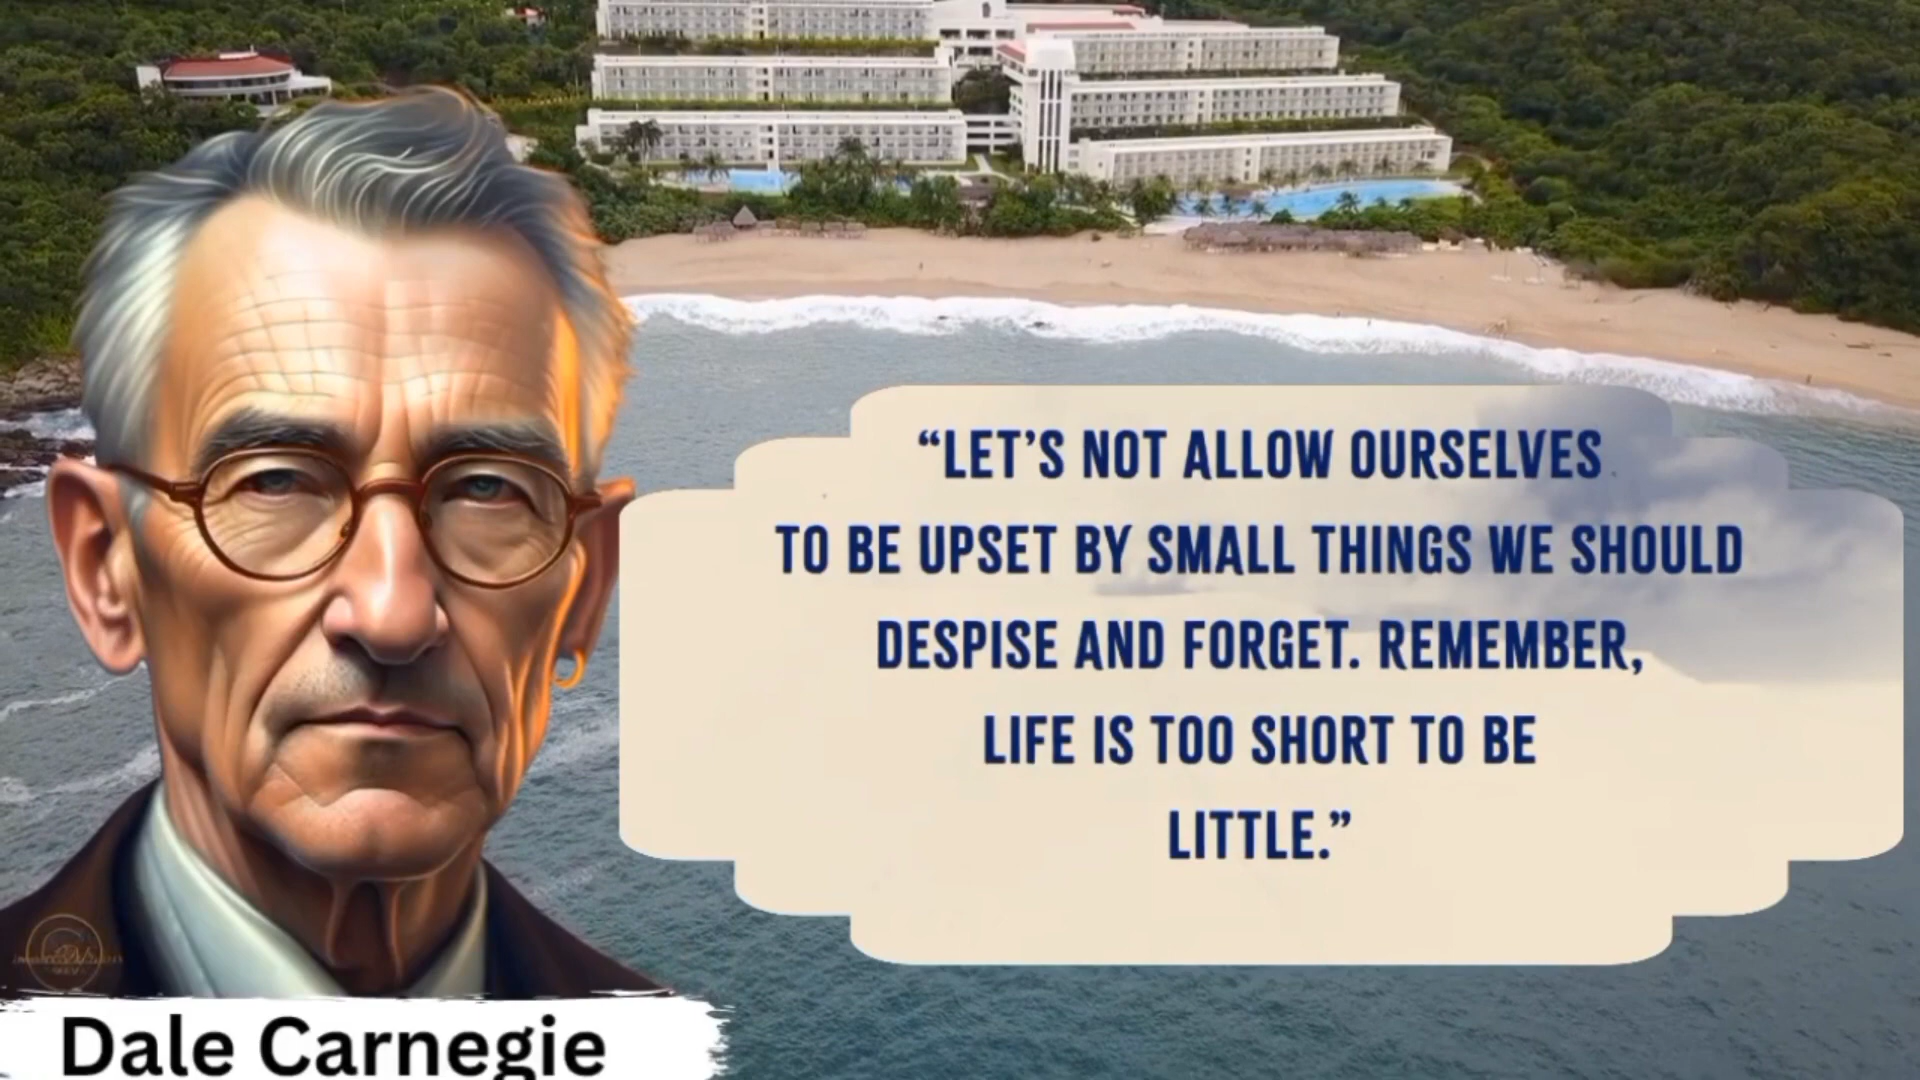 “LET’S NOT ALLOW OURSELVES
TO BE UPSET BY SMALL THINGS WE SHOULD
DESPISE AND FORGET. REMEMBER,
LIFE IS TOO SHORT TO BE
LITTLE.”
Dale Carnegie